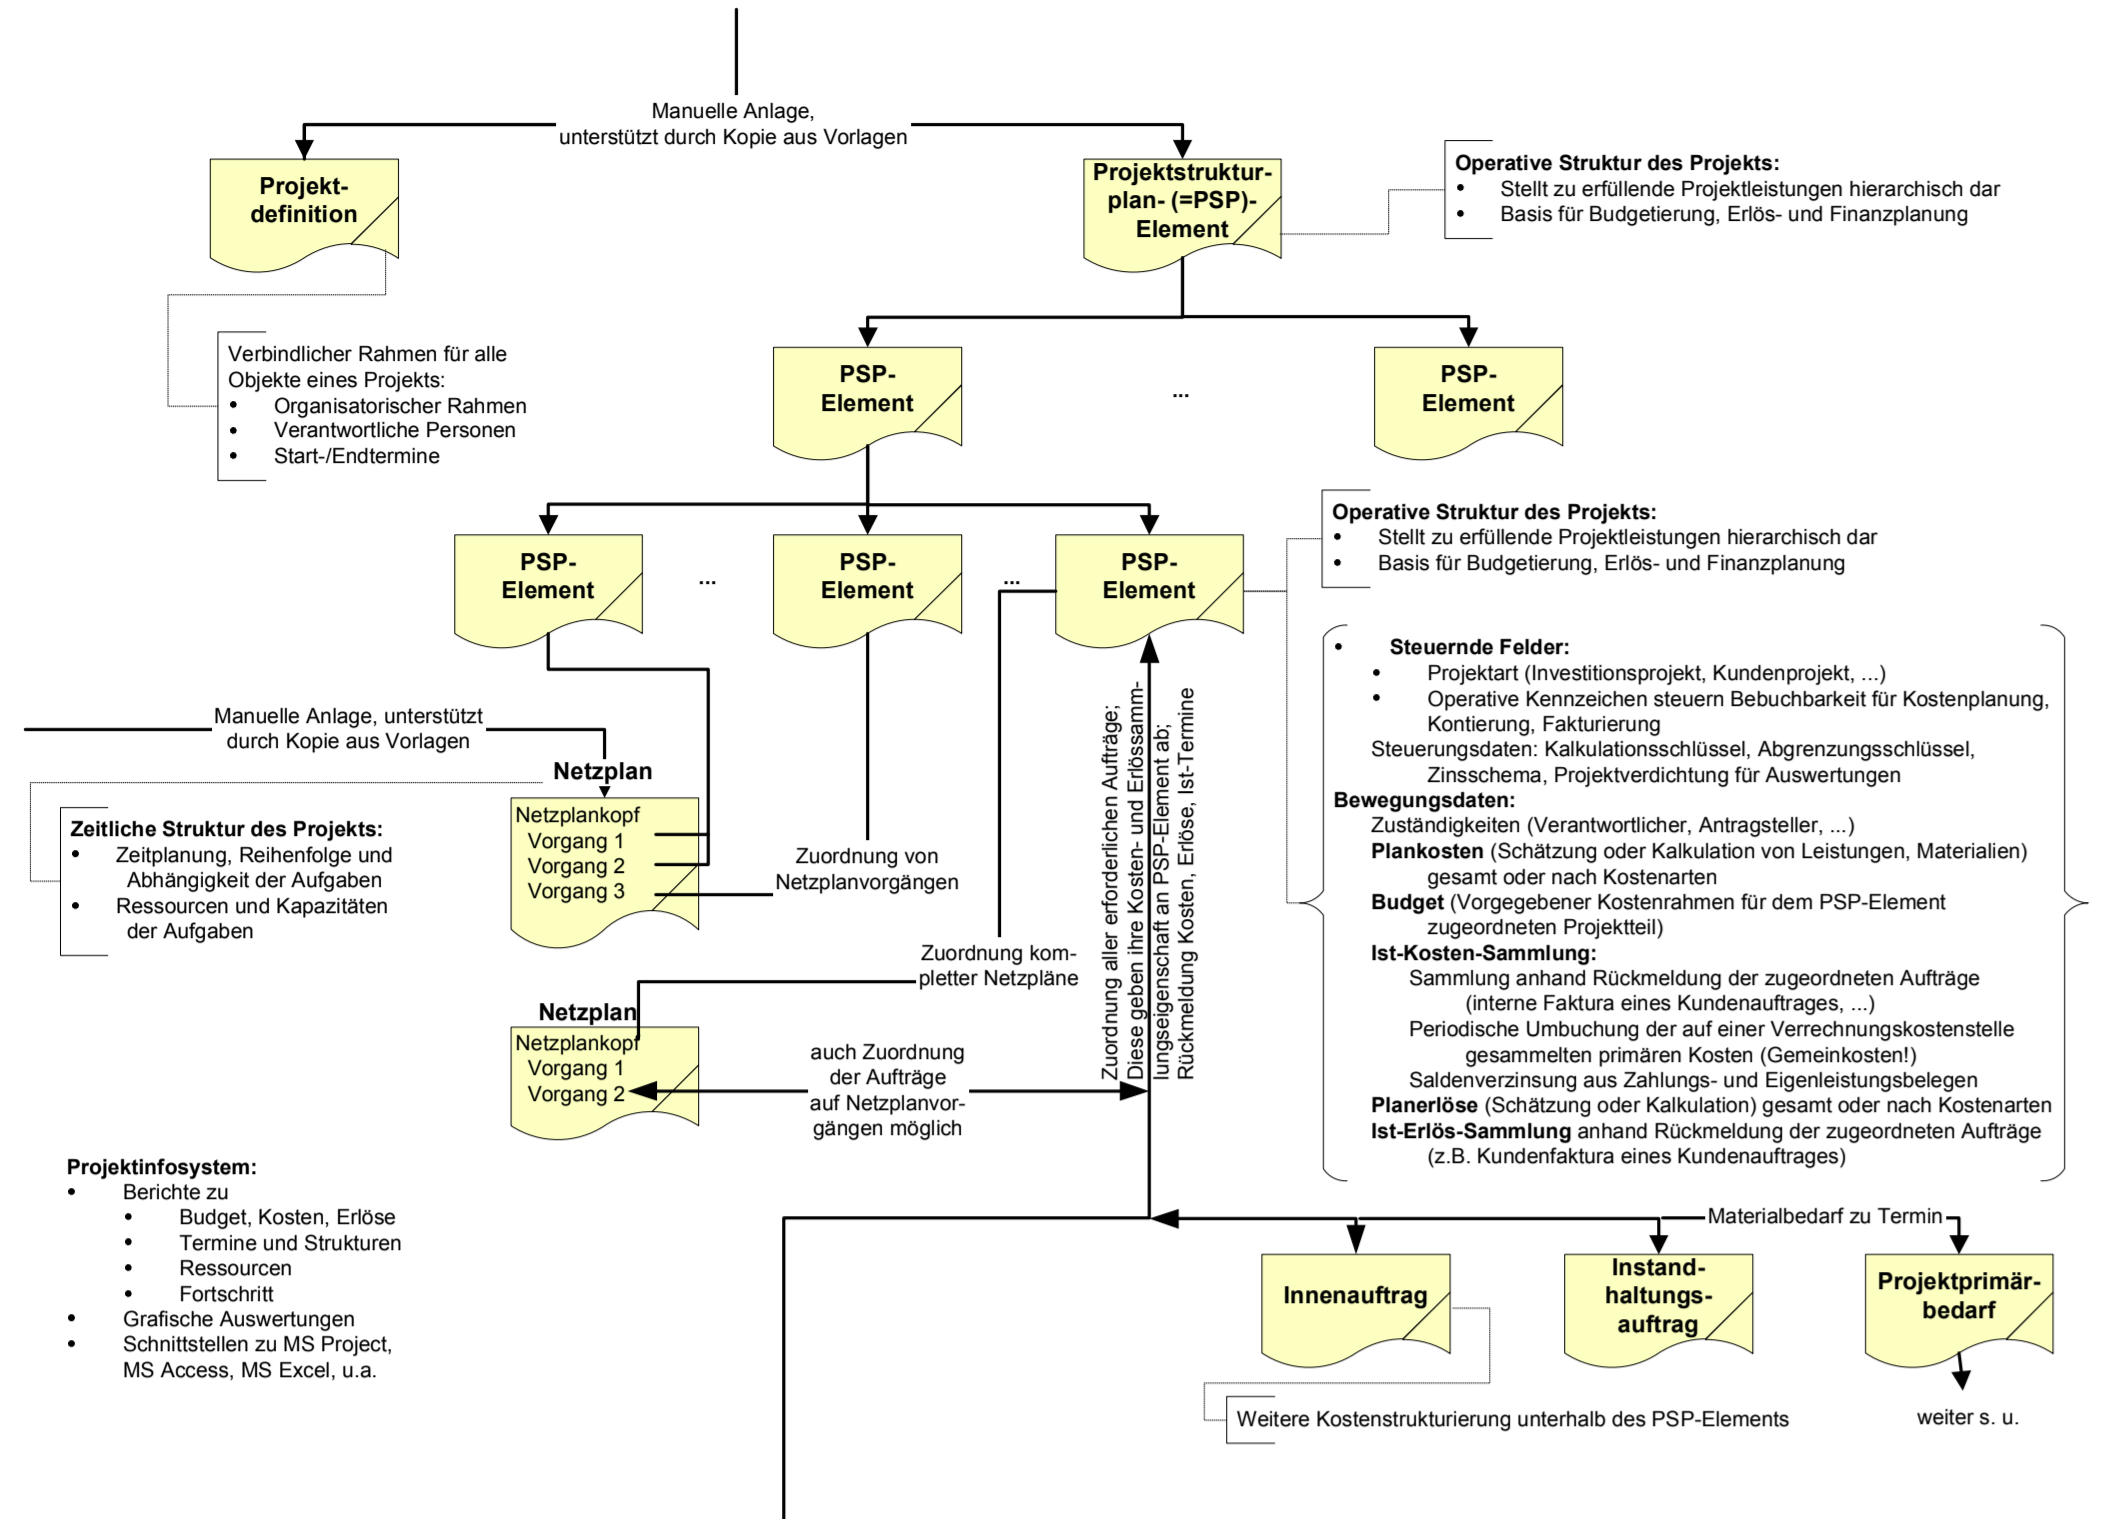 Manuelle Anlage,
unterstützt durch Kopie aus Vorlagen
Projekt-
definition
Projektstruktur-
plan- (=PSP)-
Element
Operative Struktur des Projekts:
• Stellt zu erfüllende Projektleistungen hierarchisch dar
• Basis für Budgetierung, Erlös- und Finanzplanung
Verbindlicher Rahmen für alle
Objekte eines Projekts:
• Organisatorischer Rahmen
• Verantwortliche Personen
• Start-/Endtermine
PSP-
Element
...
PSP-
Element
PSP-
Element
...
PSP-
Element
...
PSP-
Element
Operative Struktur des Projekts:
• Stellt zu erfüllende Projektleistungen hierarchisch dar
• Basis für Budgetierung, Erlös- und Finanzplanung
• Steuernde Felder:
• Projektart (Investitionsprojekt, Kundenprojekt, ...)
• Operative Kennzeichen steuern Bebuchbarkeit für Kostenplanung,
Kontierung, Fakturierung
Steuerungsdaten: Kalkulationsschlüssel, Abgrenzungsschlüssel,
Zinsschema, Projektverdichtung für Auswertungen
Bewegungsdaten:
Zuständigkeiten (Verantwortlicher, Antragsteller, ...)
Plankosten (Schätzung oder Kalkulation von Leistungen, Materialien)
gesamt oder nach Kostenarten
Budget (Vorgegebener Kostenrahmen für dem PSP-Element
zugeordneten Projektteil)
Ist-Kosten-Sammlung:
Sammlung anhand Rückmeldung der zugeordneten Aufträge
(interne Faktura eines Kundenauftrages, ...)
Periodische Umbuchung der auf einer Verrechnungskostenstelle
gesammelten primären Kosten (Gemeinkosten!)
Saldenverzinsung aus Zahlungs- und Eigenleistungsbelegen
Planerlöse (Schätzung oder Kalkulation) gesamt oder nach Kostenarten
Ist-Erlös-Sammlung anhand Rückmeldung der zugeordneten Aufträge
(z.B. Kundenfaktura eines Kundenauftrages)
Manuelle Anlage, unterstützt
durch Kopie aus Vorlagen
Netzplan
Netzplankopf
Vorgang 1
Vorgang 2
Vorgang 3
Zeitliche Struktur des Projekts:
• Zeitplanung, Reihenfolge und
Abhängigkeit der Aufgaben
• Ressourcen und Kapazitäten
der Aufgaben
Zuordnung von
Netzplanvorgängen
Zuordnung kom-
pletter Netzpläne
Zuordnung aller erforderlichen Aufträge;
Diese geben ihre Kosten- und Erlössamm-
lungseigenschaft an PSP-Element ab;
Rückmeldung Kosten, Erlöse, Ist-Termine
Netzplan
Netzplankopf
Vorgang 1
Vorgang 2
auch Zuordnung
der Aufträge
auf Netzplanvor-
gängen möglich
Projektinfosystem:
• Berichte zu
• Budget, Kosten, Erlöse
• Termine und Strukturen
• Ressourcen
• Fortschritt
• Grafische Auswertungen
• Schnittstellen zu MS Project,
MS Access, MS Excel, u.a.
Materialbedarf zu Termin
Innenauftrag
Instand-
haltungs-
auftrag
Projektprimär-
bedarf
Weitere Kostenstrukturierung unterhalb des PSP-Elements
weiter s. u.